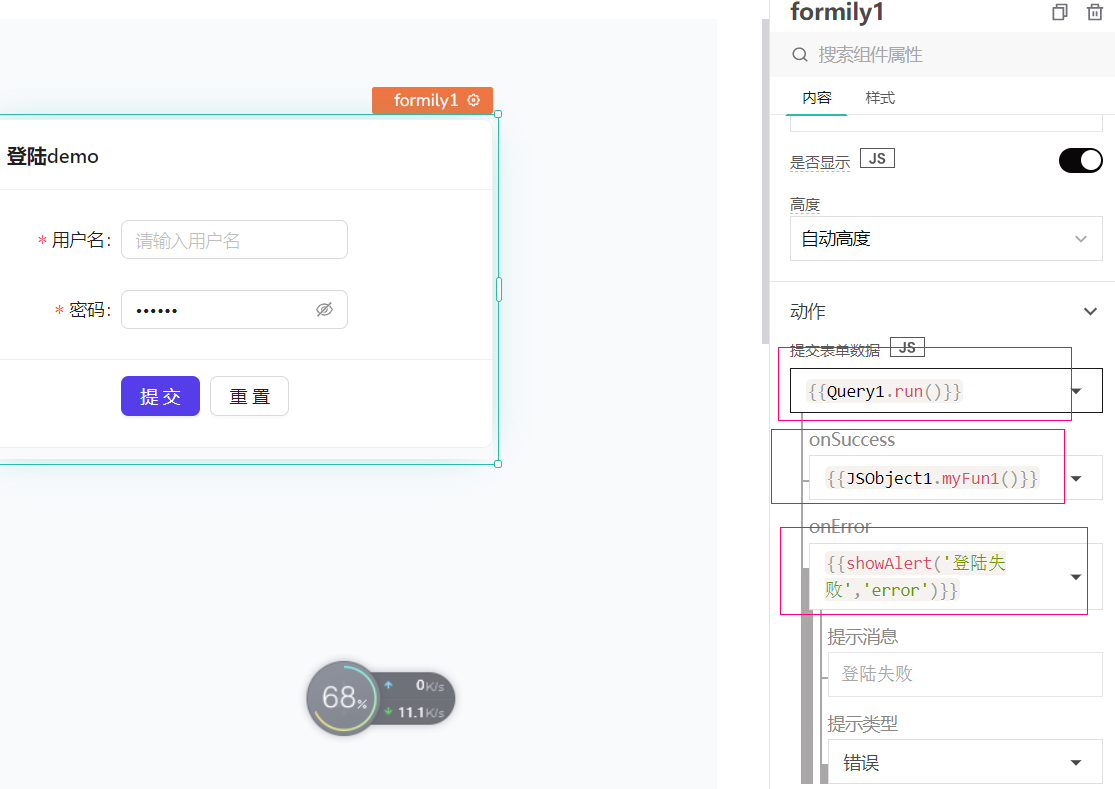 formily1
登陆demo
* 用户名:
请输入用户名
* 密码:
••••••
提 交
重 置
68%
0K/s
11.1K/s
formily1
搜索组件属性
内容
样式
是否显示
JS
高度
自动高度
动作
提交表单数据
JS
{{Query1.run()}}
onSuccess
{{JSObject1.myFun1()}}
onError
{{showAlert('登陆失
败','error')}}
提示消息
登陆失败
提示类型
错误